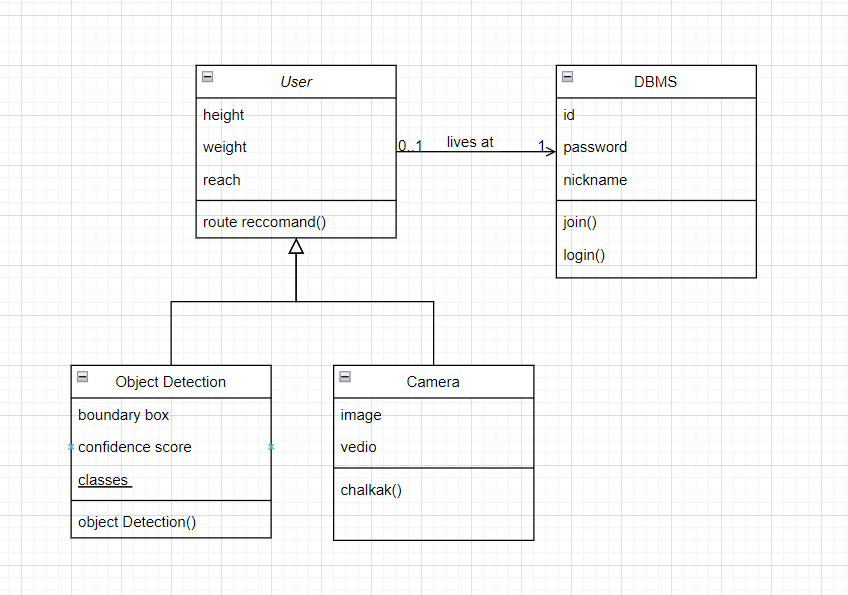 User
height
weight
reach
route reccomand()
0..1 lives at 1
DBMS
id
password
nickname
join()
login()
Object Detection
boundary box
confidence score
classes
object Detection()
Camera
image
vedio
chalkak()